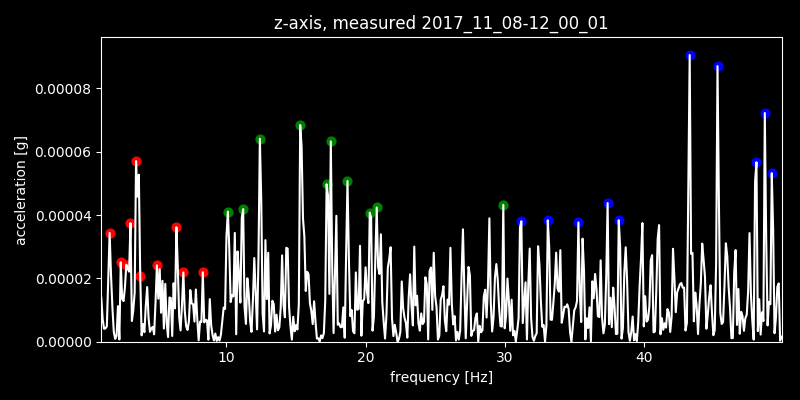 z-axis, measured 2017_11_08-12_00_01
0.00008
0.00006
0.00004
0.00002
0.00000
acceleration [g]
10 20 30 40
frequency [Hz]